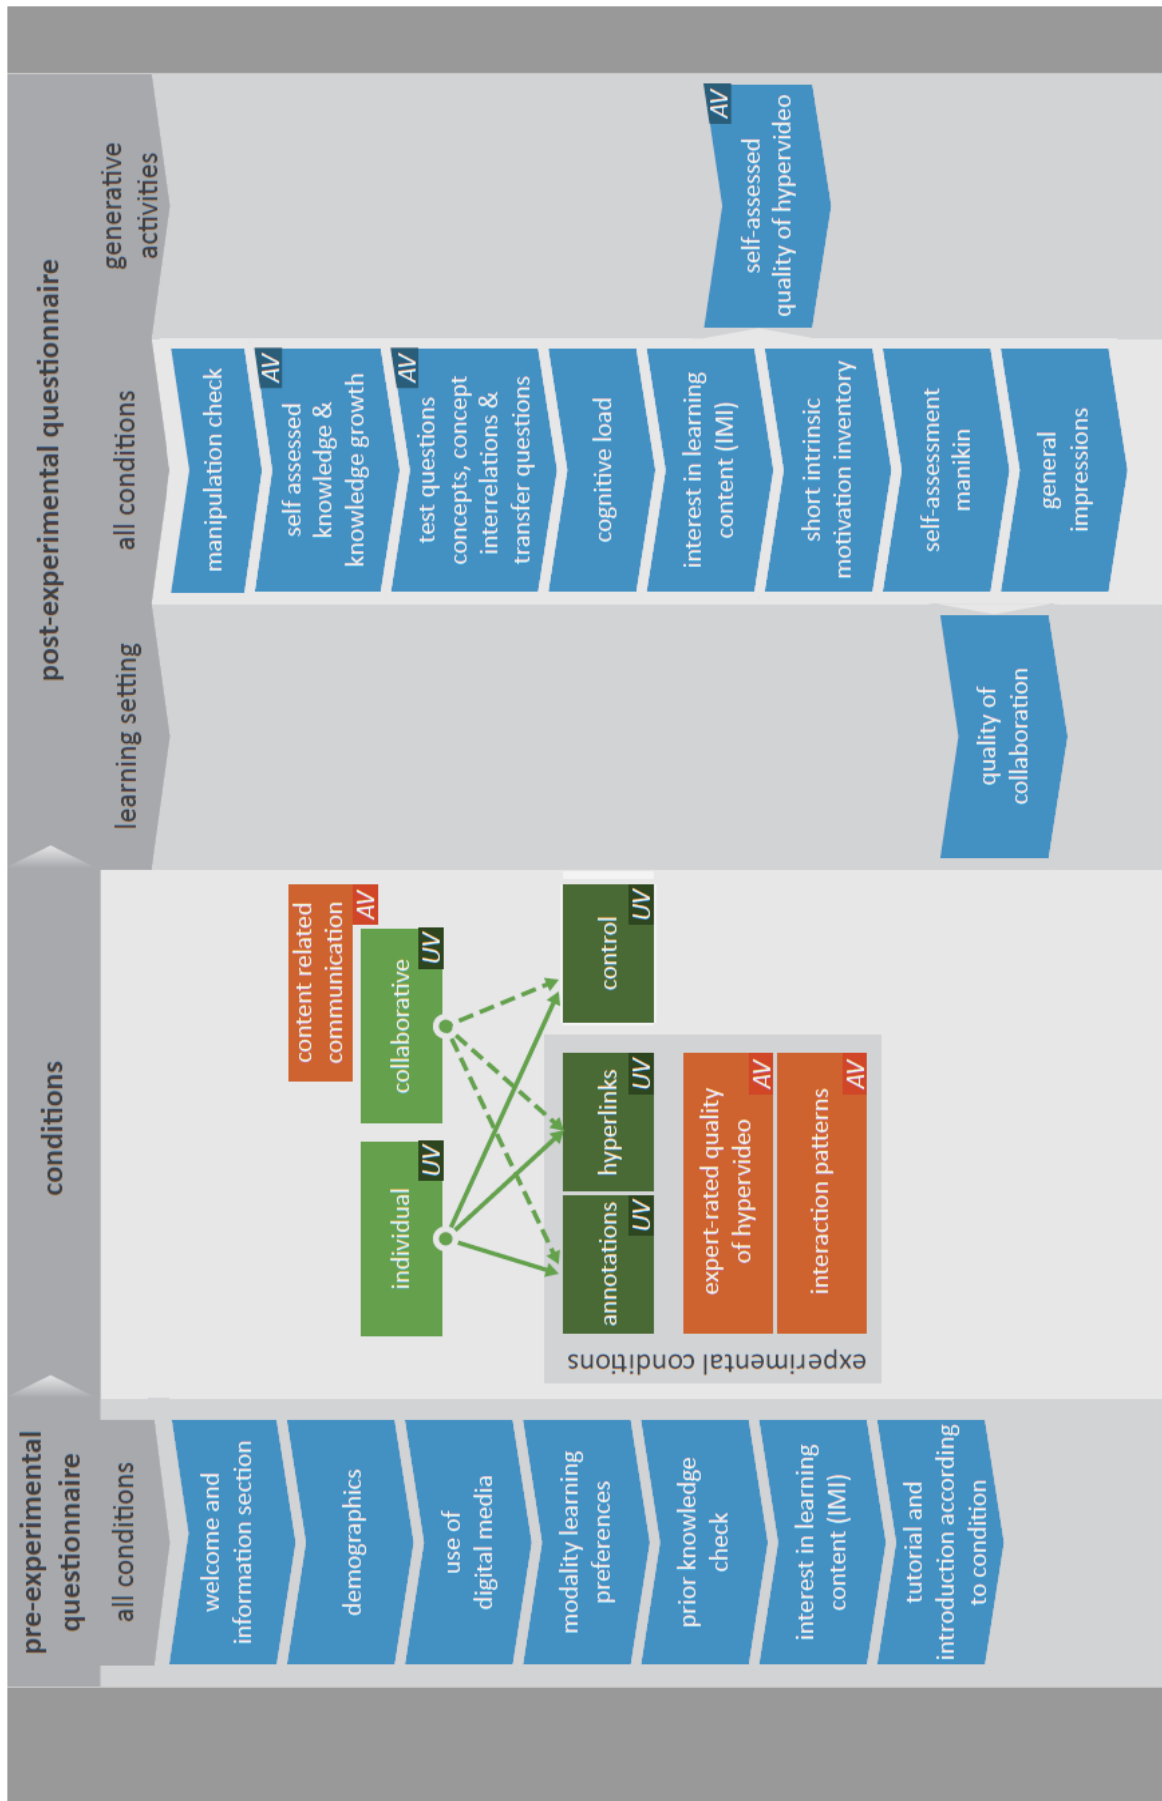 pre-experimental
questionnaire
all conditions
welcome and
information section
demographics
use of
digital media
modality learning
preferences
prior knowledge
check
interest in learning
content (IMI)
tutorial and
introduction according
to condition
conditions
individual
UV
collaborative
UV
content related
communication
AV
experimental conditions
annotations
UV
hyperlinks
UV
control
UV
expert-rated quality
of hypervideo
AV
interaction patterns
AV
post-experimental questionnaire
learning setting
quality of
collaboration
all conditions
manipulation check
self assessed
knowledge &
knowledge growth
AV
test questions
concepts, concept
interrelations &
transfer questions
AV
cognitive load
interest in learning
content (IMI)
short intrinsic
motivation inventory
self-assessment
manikin
general
impressions
generative
activities
self-assessed
quality of hypervideo
AV